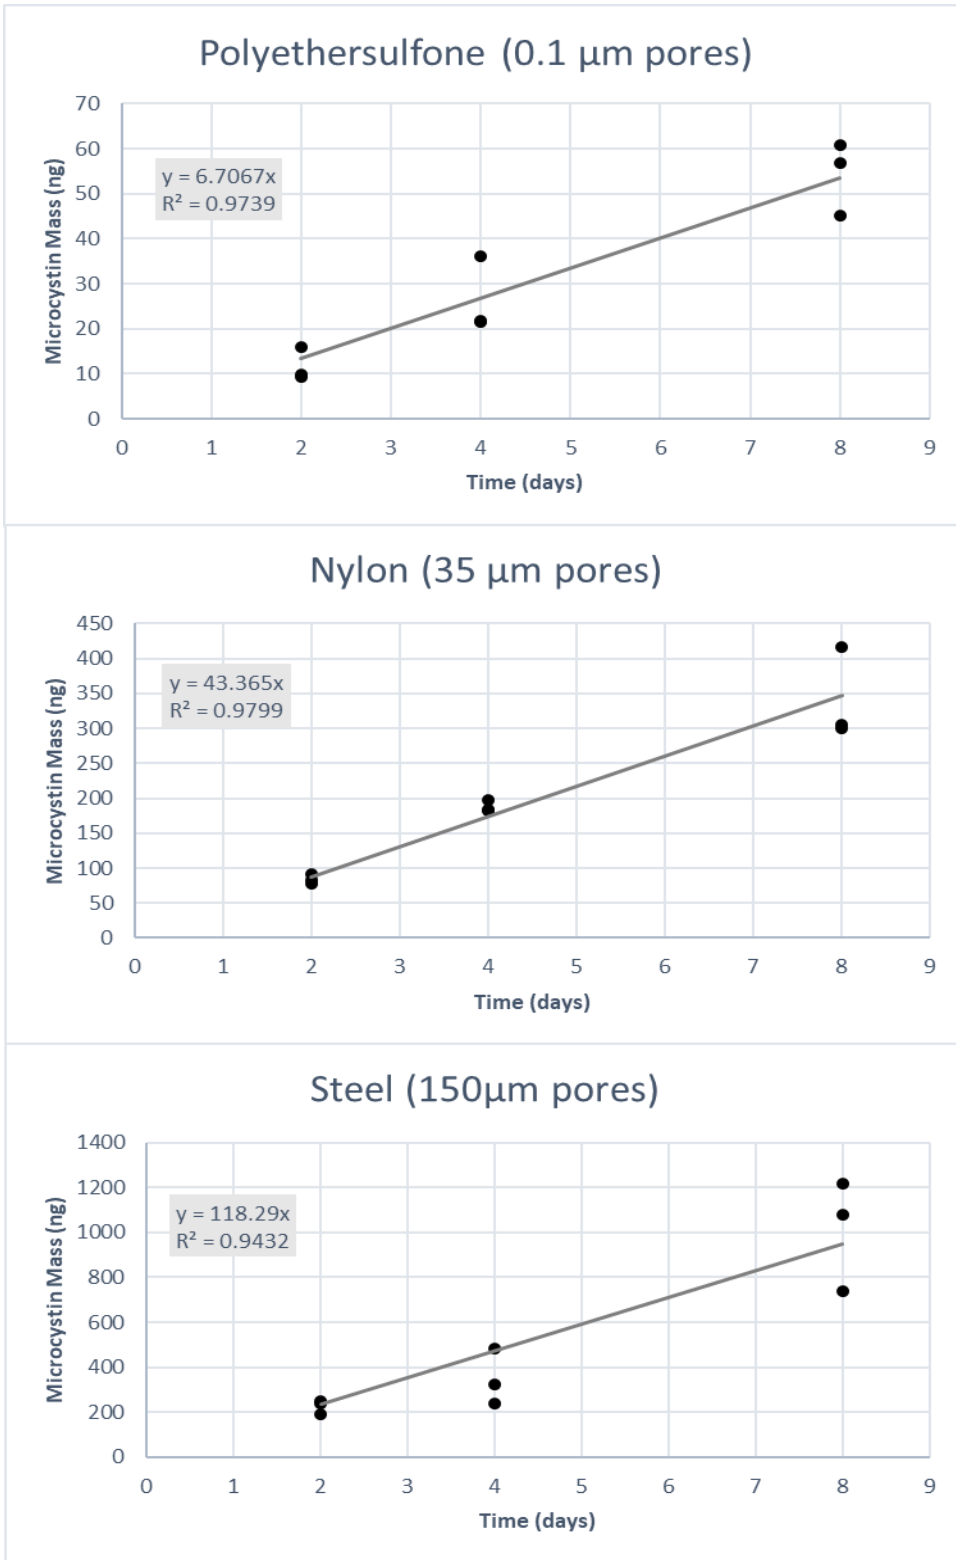 Polyethersulfone (0.1 µm pores)
Microcystin Mass (ng)
70
60
50
40
30
20
10
0
y = 6.7067x
R² = 0.9739
0 1 2 3 4 5 6 7 8 9
Time (days)
Nylon (35 µm pores)
Microcystin Mass (ng)
450
400
350
300
250
200
150
100
50
0
y = 43.365x
R² = 0.9799
0 1 2 3 4 5 6 7 8 9
Time (days)
Steel (150µm pores)
Microcystin Mass (ng)
1400
1200
1000
800
600
400
200
0
y = 118.29x
R² = 0.9432
0 1 2 3 4 5 6 7 8 9
Time (days)